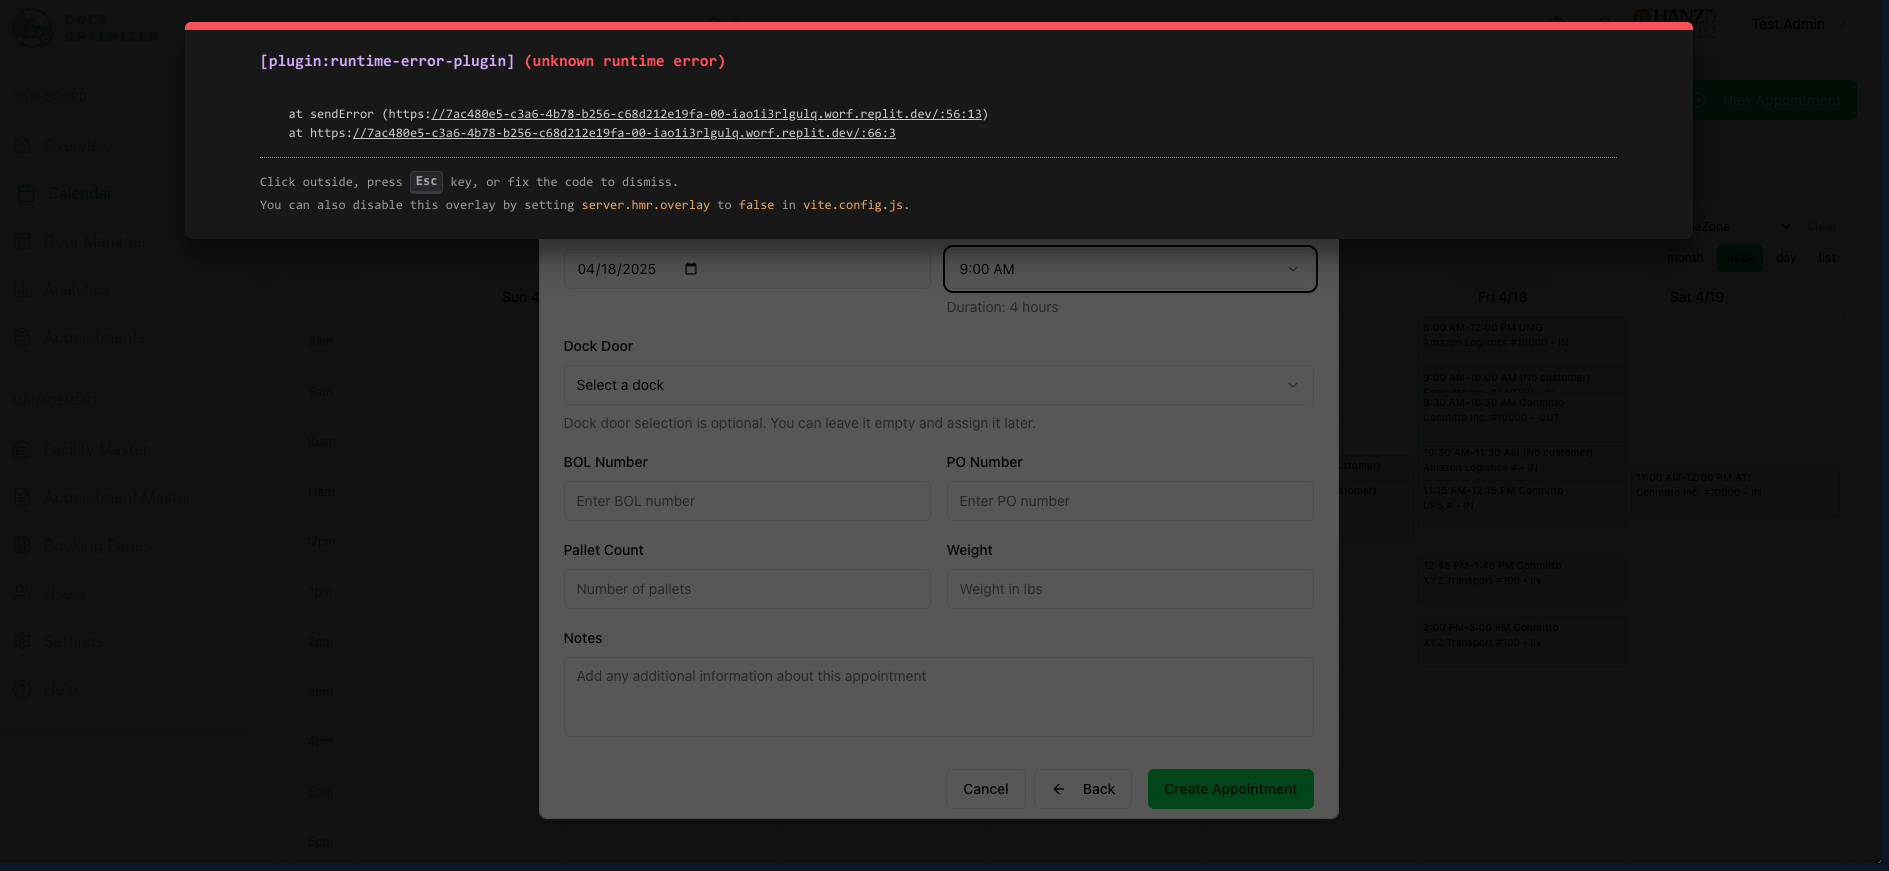 DOCK
OPTIMIZER
HANZO
Test Admin
[plugin:runtime-error-plugin] (unknown runtime error)
at sendError (https://7ac480e5-c3a6-4b78-b256-c68d212e19fa-00-iao1i3rlgulq.worf.replit.dev/:56:13)
at https://7ac480e5-c3a6-4b78-b256-c68d212e19fa-00-iao1i3rlgulq.worf.replit.dev/:66:3
Click outside, press Esc key, or fix the code to dismiss.
You can also disable this overlay by setting server.hmr.overlay to false in vite.config.js.
DASHBOARD
New Appointment
Overview
Calendar
Door Manager
Analytics
Appointments
MANAGEMENT
Facility Master
Appointment Master
Booking Pages
Users
Settings
Help
eZone
Clear
month
week
day
list
Sun 4
Fri 4/18
Sat 4/19
8am
9am
10am
11am
12pm
1pm
2pm
3pm
4pm
5pm
6pm
04/18/2025
9:00 AM
Duration: 4 hours
Dock Door
Select a dock
Dock door selection is optional. You can leave it empty and assign it later.
BOL Number
PO Number
Enter BOL number
Enter PO number
Pallet Count
Weight
Number of pallets
Weight in lbs
Notes
Add any additional information about this appointment
Cancel
Back
Create Appointment
ustomer)
stomer)
8:00 AM-12:00 PM UMG
Amazon Logistics #10000 • IN
9:00 AM-10:00 AM (No customer)
9:30 AM-10:30 AM Conmitto
Conmitto Inc. #10000 • OUT
10:30 AM-11:30 AM (No customer)
Amazon Logistics # • IN
11:15 AM-12:15 PM Conmitto
UPS # • IN
12:45 PM-1:45 PM Conmitto
XYZ Transport #100 • IN
2:00 PM-3:00 PM Conmitto
XYZ Transport #100 • IN
11:00 AM-12:00 PM ATI
Conmitto Inc. #10000 • IN